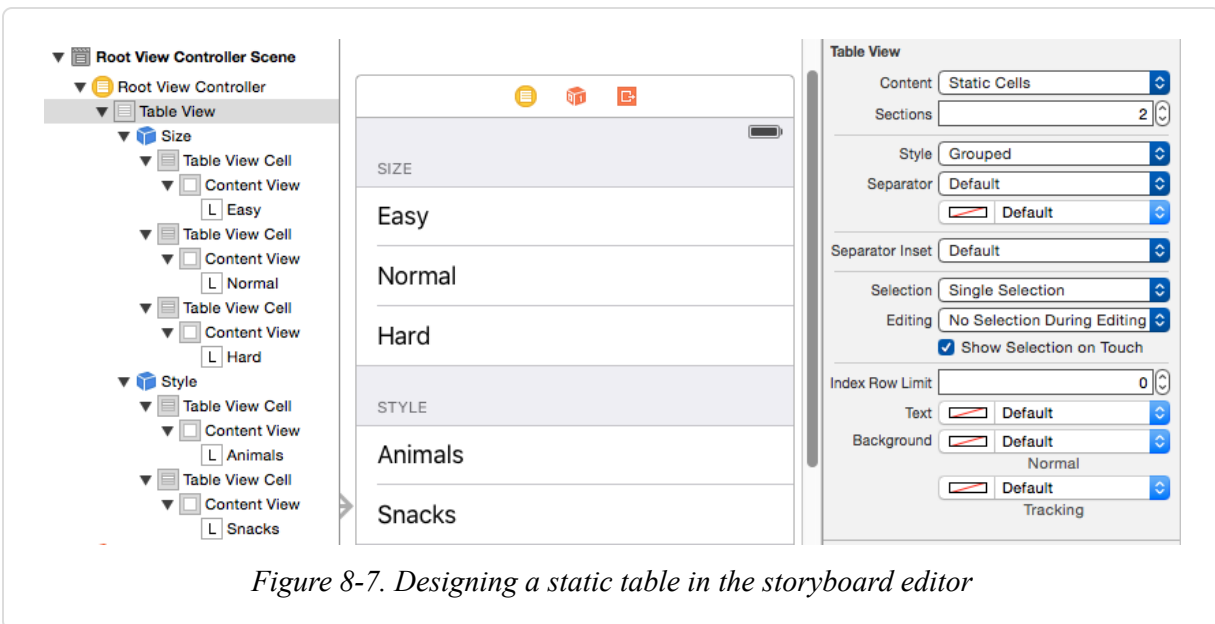 Root View Controller Scene
Root View Controller
Table View
Size
Table View Cell
Content View
L Easy
Table View Cell
Content View
L Normal
Table View Cell
Content View
L Hard
Style
Table View Cell
Content View
L Animals
Table View Cell
Content View
L Snacks
SIZE
Easy
Normal
Hard
STYLE
Animals
Snacks
Table View
Content Static Cells
Sections 2
Style Grouped
Separator Default
Default
Separator Inset Default
Selection Single Selection
Editing No Selection During Editing
Show Selection on Touch
Index Row Limit 0
Text Default
Background Default
Normal
Default
Tracking
Figure 8-7. Designing a static table in the storyboard editor